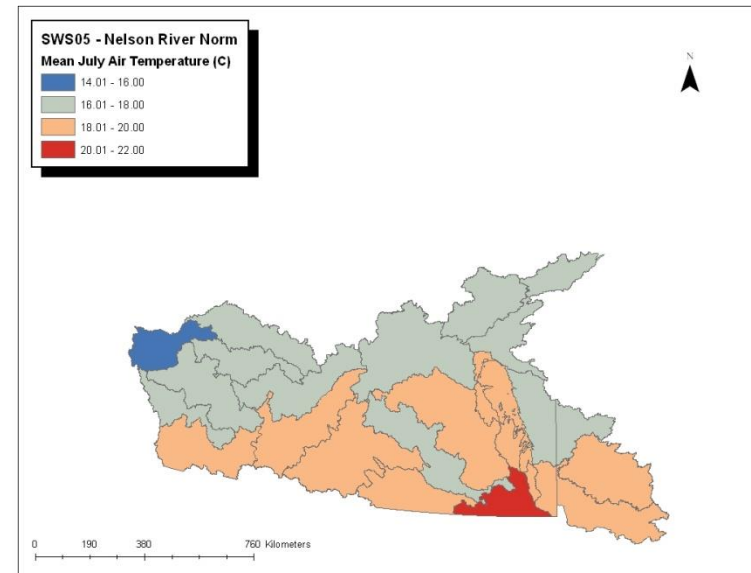 SWS05 - Nelson River Norm
Mean July Air Temperature (C)
14.01 - 16.00
16.01 - 18.00
18.01 - 20.00
20.01 - 22.00
N
0 190 380 760 Kilometers